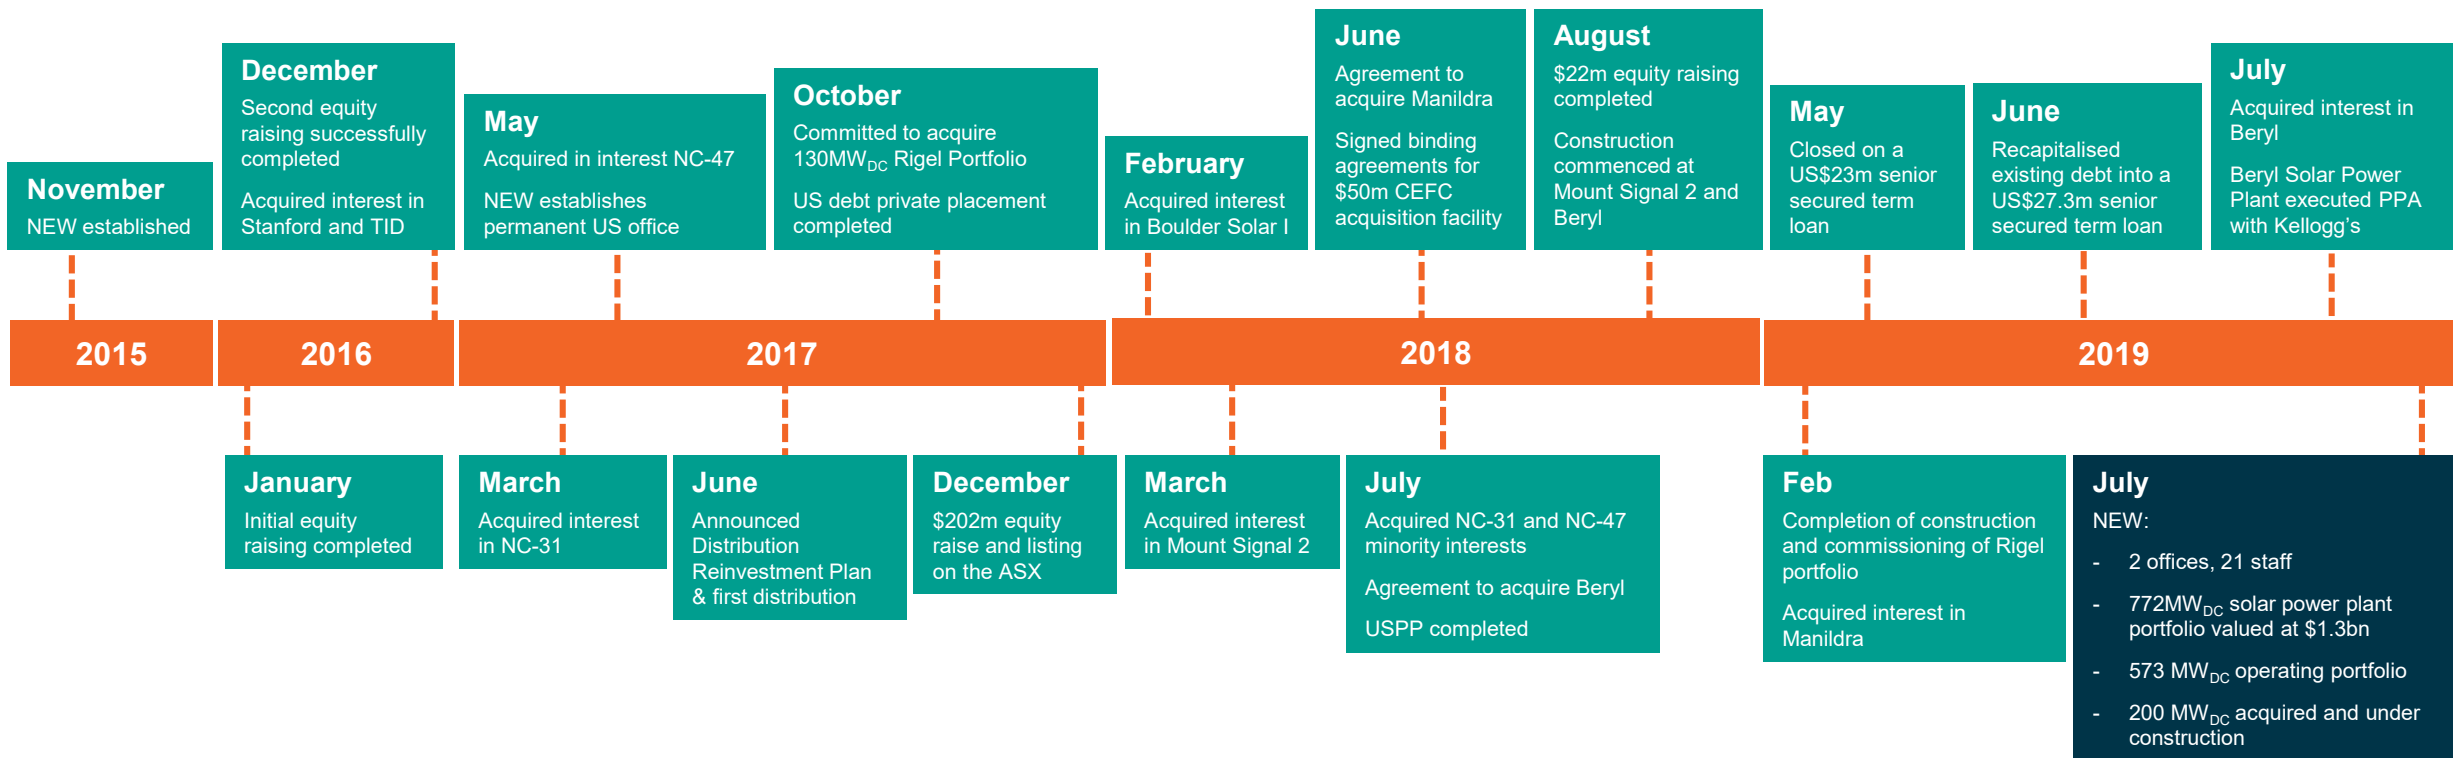 November
NEW established
December
Second equity
raising successfully
completed
Acquired interest in
Stanford and TID
May
Acquired in interest NC-47
NEW establishes
permanent US office
October
Committed to acquire
130MWDC Rigel Portfolio
US debt private placement
completed
February
Acquired interest
in Boulder Solar I
June
Agreement to
acquire Manildra
Signed binding
agreements for
$50m CEFC
acquisition facility
August
$22m equity raising
completed
Construction
commenced at
Mount Signal 2 and
Beryl
May
Closed on a
US$23m senior
secured term
loan
June
Recapitalised
existing debt into a
US$27.3m senior
secured term loan
July
Acquired interest in
Beryl
Beryl Solar Power
Plant executed PPA
with Kellogg’s
2015
2016
2017
2018
2019
January
Initial equity
raising completed
March
Acquired interest
in NC-31
June
Announced
Distribution
Reinvestment Plan
& first distribution
December
$202m equity
raise and listing
on the ASX
March
Acquired interest
in Mount Signal 2
July
Acquired NC-31 and NC-47
minority interests
Agreement to acquire Beryl
USPP completed
Feb
Completion of construction
and commissioning of Rigel
portfolio
Acquired interest in
Manildra
July
NEW:
- 2 offices, 21 staff
- 772MWDC solar power plant
portfolio valued at $1.3bn
- 573 MWDC operating portfolio
- 200 MWDC acquired and under
construction